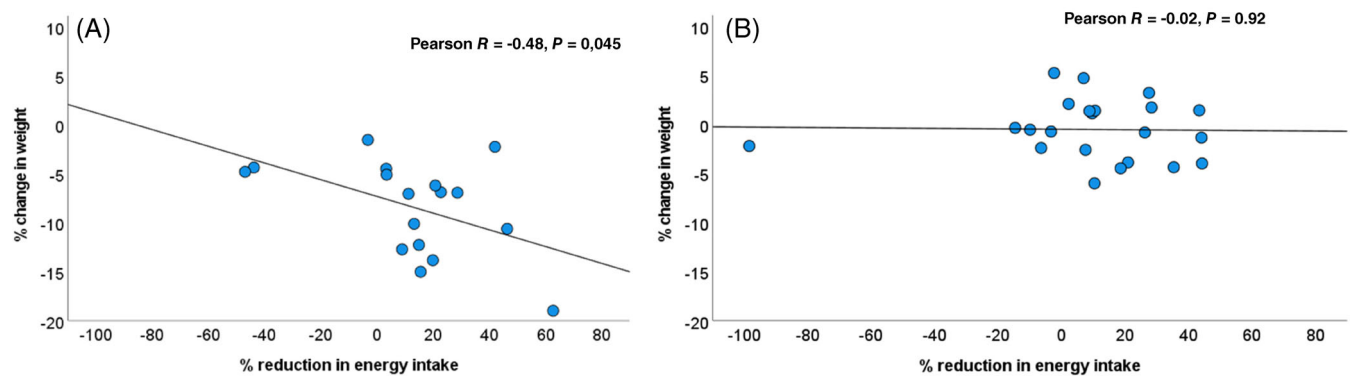 (A)
Pearson R = -0.48, P = 0,045
10
5
0
-5
-10
-15
-20
% change in weight
-100 -80 -60 -40 -20 0 20 40 60 80
% reduction in energy intake
(B)
Pearson R = -0.02, P = 0.92
10
5
0
-5
-10
-15
-20
% change in weight
-100 -80 -60 -40 -20 0 20 40 60 80
% reduction in energy intake